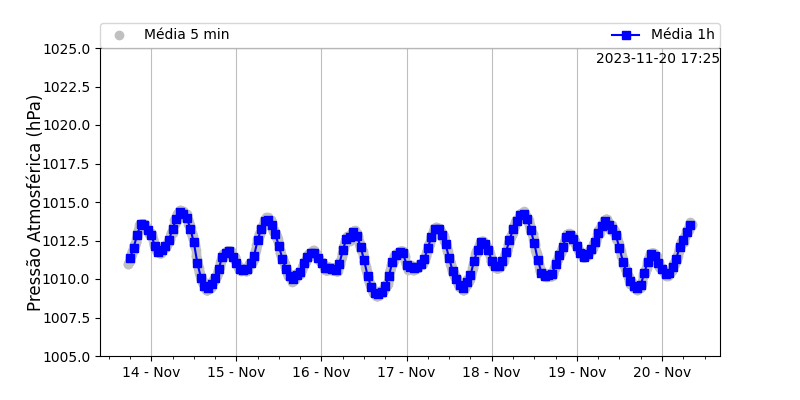 Média 5 min
Média 1h
2023-11-20 17:25
Pressão Atmosférica (hPa)
1025.0
1022.5
1020.0
1017.5
1015.0
1012.5
1010.0
1007.5
1005.0
14 - Nov 15 - Nov 16 - Nov 17 - Nov 18 - Nov 19 - Nov 20 - Nov